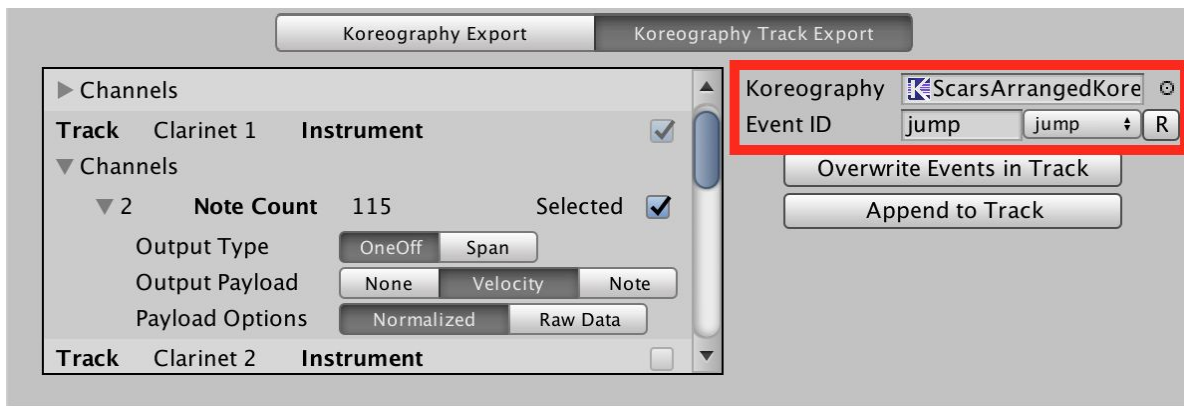 Koreography Export Koreography Track Export
Channels
Track Clarinet 1 Instrument
Channels
2 Note Count 115 Selected
Output Type OneOff Span
Output Payload None Velocity Note
Payload Options Normalized Raw Data
Track Clarinet 2 Instrument
Koreography ScarsArrangedKore
Event ID jump jump R
Overwrite Events in Track
Append to Track